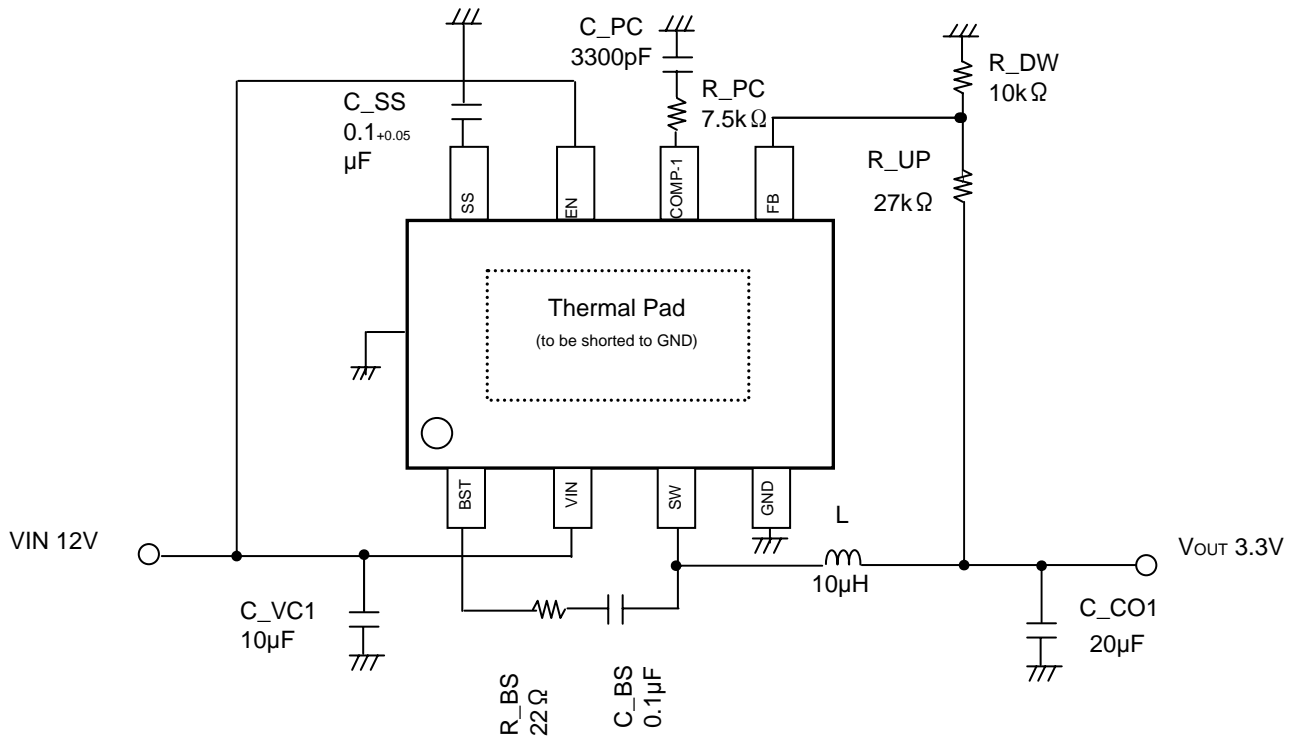 C_PC
3300pF
R_DW
10kΩ
C_SS
0.1+0.05
µF
R_PC
7.5kΩ
R_UP
27kΩ
SS
EN
COMP-1
FB
Thermal Pad
(to be shorted to GND)
BST
VIN
SW
GND
VIN 12V
L
10µH
VOUT 3.3V
C_VC1
10µF
C_CO1
20µF
R_BS
22Ω
C_BS
0.1µF